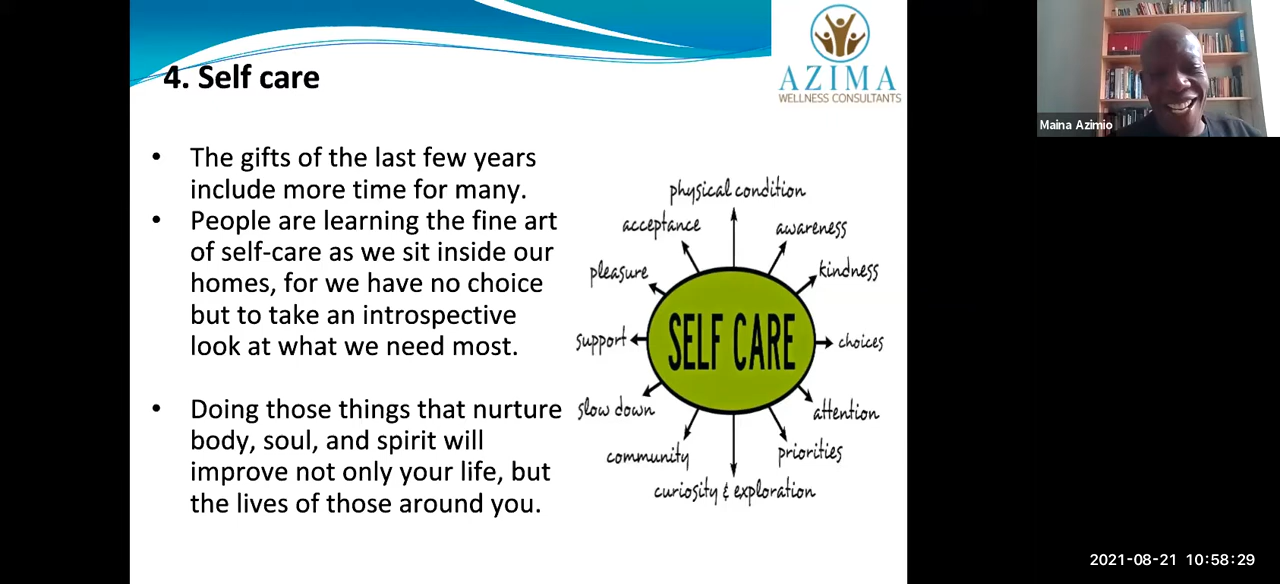 4. Self care
AZIMA
WELLNESS CONSULTANTS
Maina Azimio
• The gifts of the last few years
include more time for many.
• People are learning the fine art
of self-care as we sit inside our
homes, for we have no choice
but to take an introspective
look at what we need most.
• Doing those things that nurture
body, soul, and spirit will
improve not only your life, but
the lives of those around you.
physical condition
acceptance
awareness
pleasure
kindness
SELF CARE
support
choices
slow down
attention
community
priorities
curiosity & exploration
2021-08-21 10:58:29